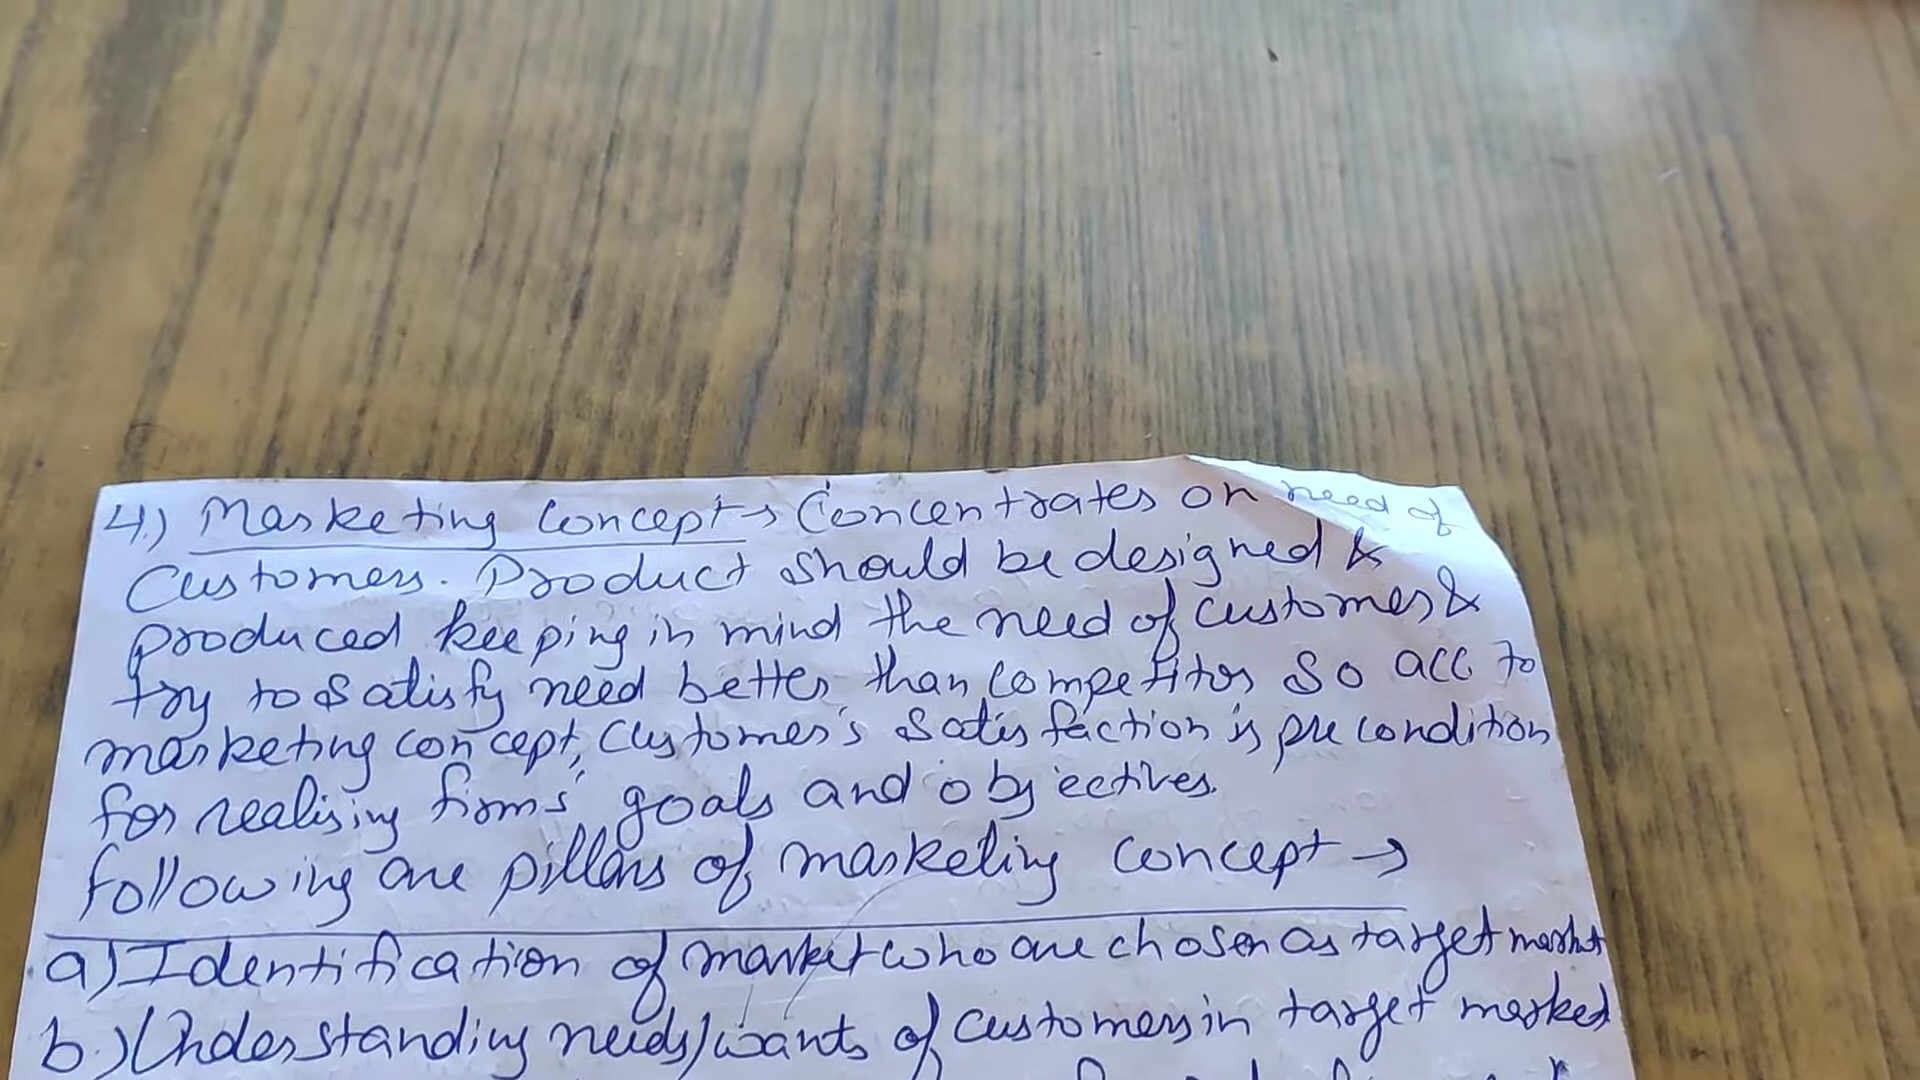 4.) Marketing Concept → Concentrates on need of
Customers. Product should be designed &
produced keeping in mind the need of customers &
try to satisfy need better than competitors So acc to
marketing concept, Customer's Satisfaction is pre condition
for realising firms' goals and objectives.
following are pillars of marketing concept →
a) Identification of market who are chosen as target market
b.) Understanding needs/wants of customers in target market